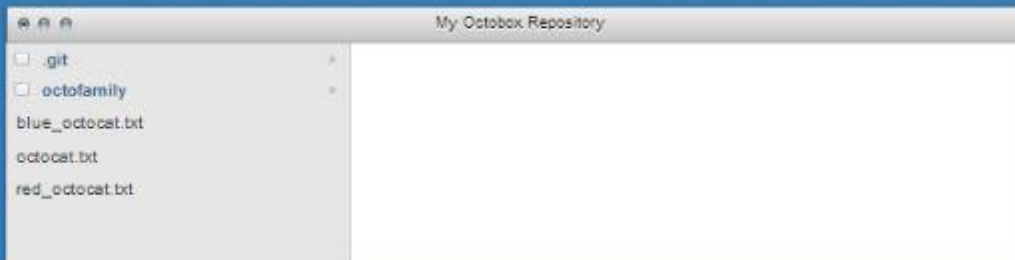 My Octobox Repository
.git
octofamily
blue_octocat.txt
octocat.txt
red_octocat.txt